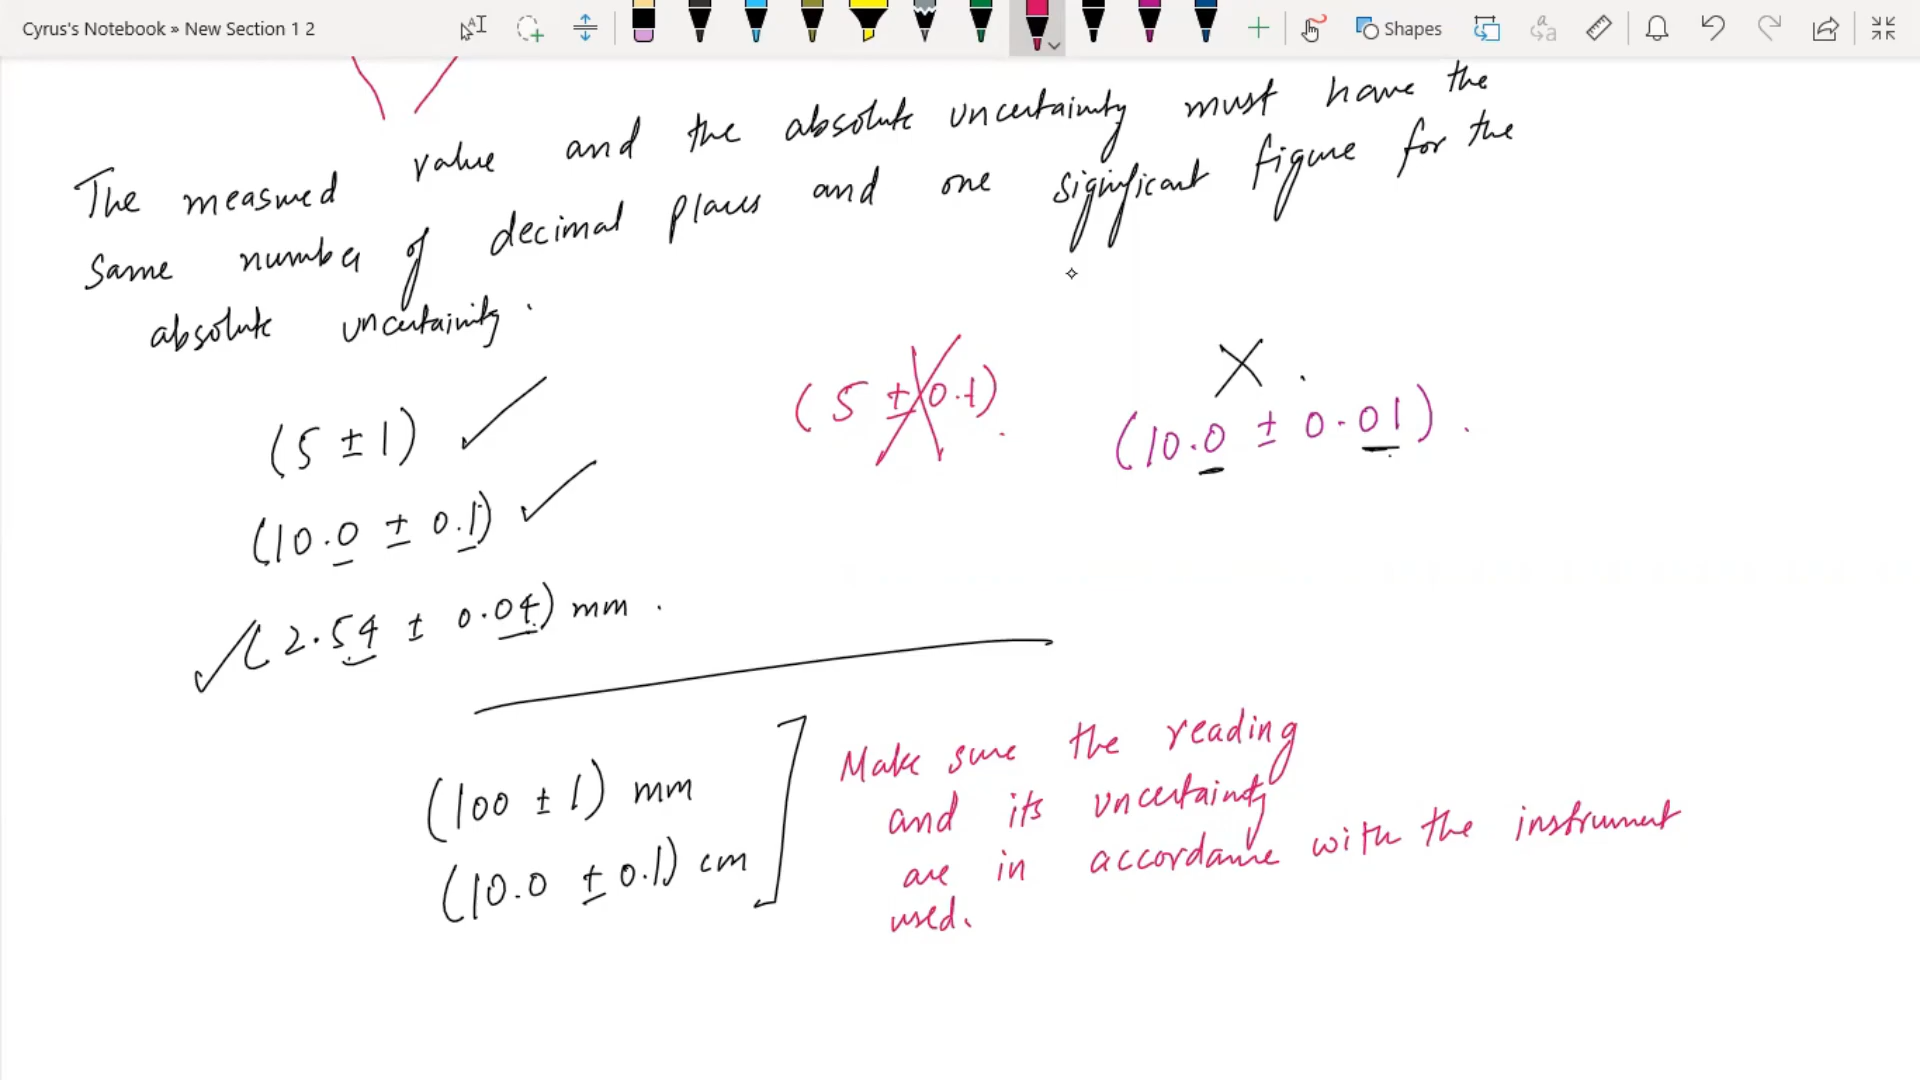 Cyrus's Notebook » New Section 1 2
Shapes
The measured value and the absolute uncertainty must have the
same number of decimal places and one significant figure for the
absolute uncertainty.
(5 ± 1) ✓
(10.0 ± 0.1) ✓
✓ (2.54 ± 0.04) mm.
(5 ± 0.1)
X
(10.0 ± 0.01).
(100 ± 1) mm
(10.0 ± 0.1) cm
Make sure the reading
and its uncertainty
are in accordance with the instrument
used.